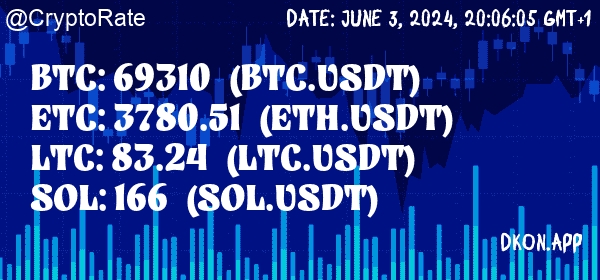 @CryptoRate
DATE: JUNE 3, 2024, 20:06:05 GMT+1
BTC: 69310 (BTC.USDT)
ETC: 3780.51 (ETH.USDT)
LTC: 83.24 (LTC.USDT)
SOL: 166 (SOL.USDT)
DKON.APP